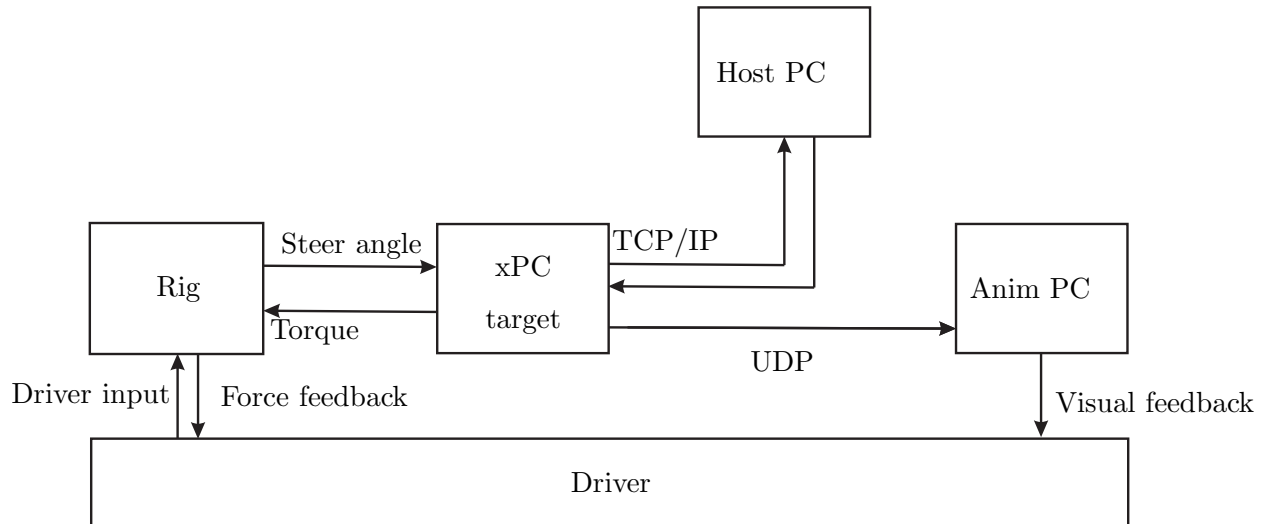 Host PC
Steer angle
TCP/IP
xPC
target
Rig
Anim PC
Torque
UDP
Driver input
Force feedback
Visual feedback
Driver